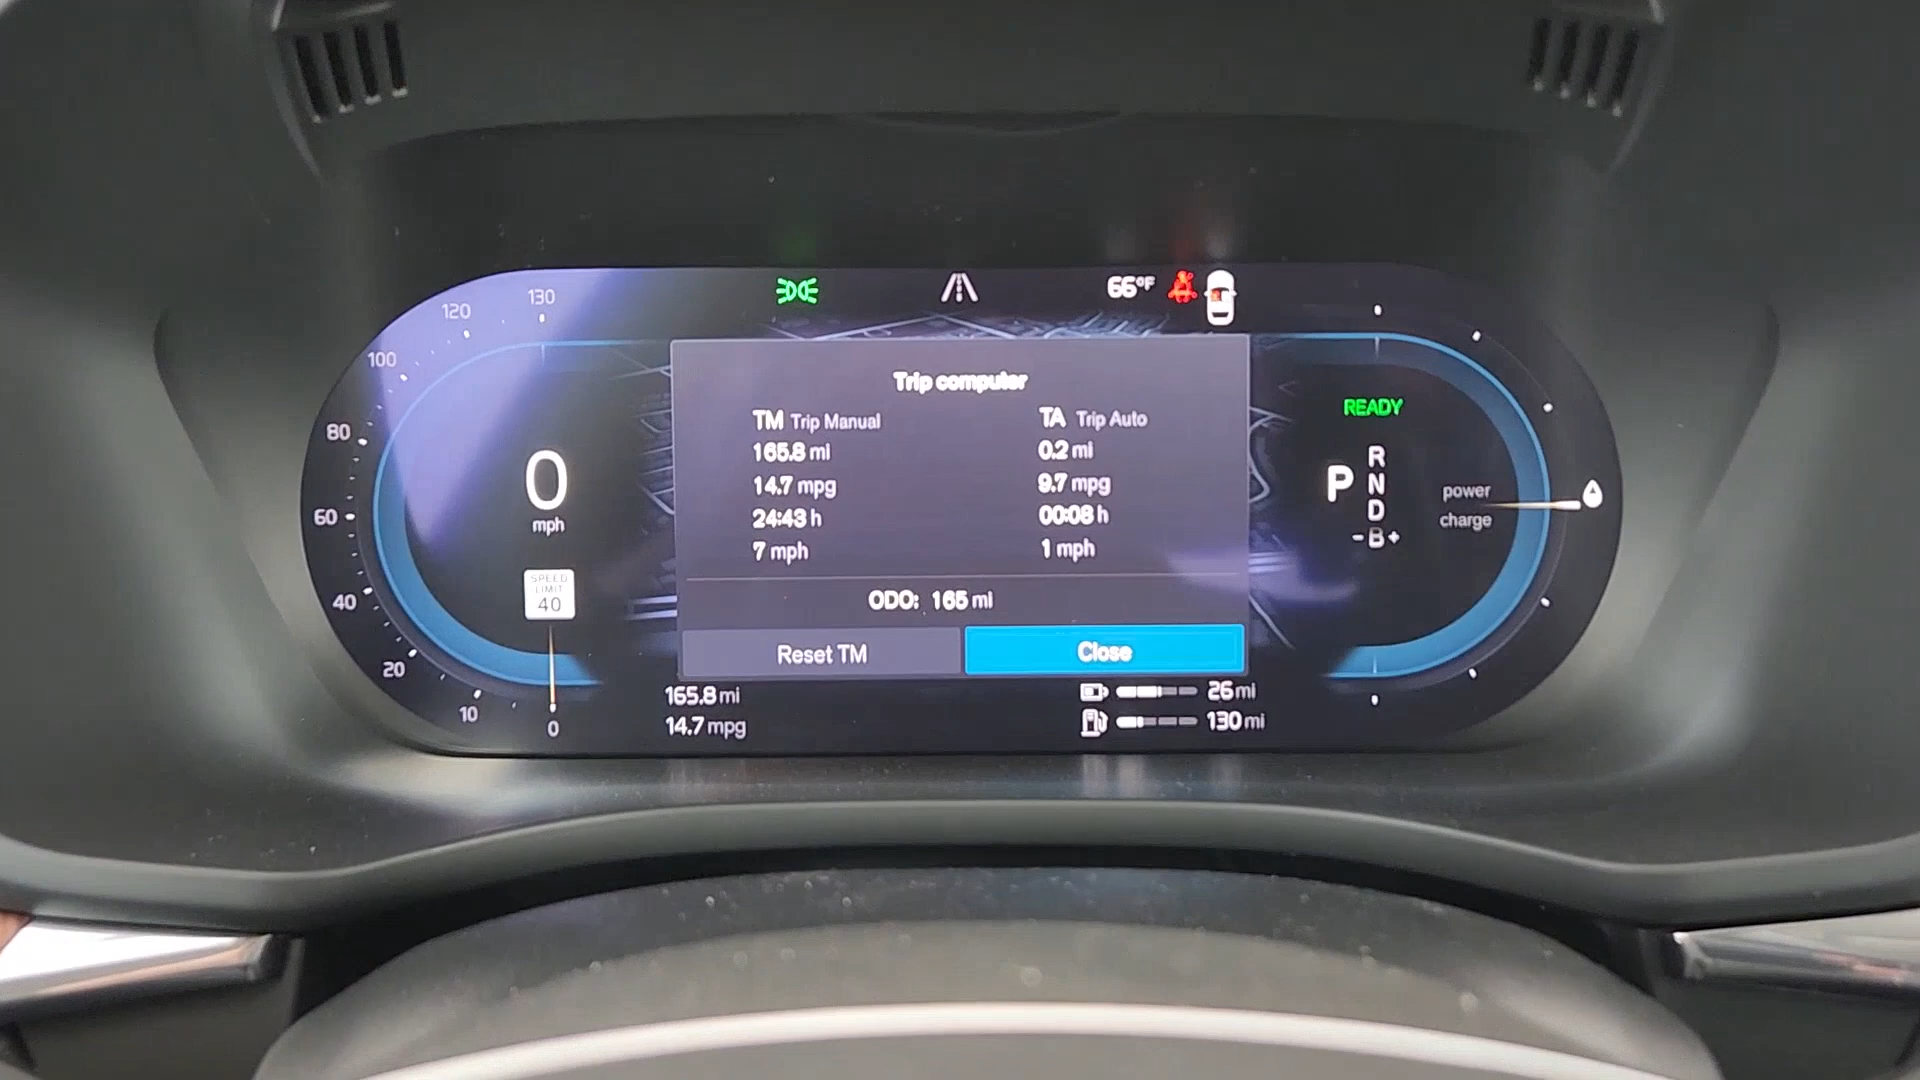 130
120
100
80
60
40
20
10
0
66°F
0
mph
SPEED
LIMIT
40
Trip computer
TM Trip Manual
165.8 mi
14.7 mpg
24:43 h
7 mph
TA Trip Auto
0.2 mi
9.7 mpg
00:08 h
1 mph
ODO: 165 mi
Reset TM
Close
165.8 mi
14.7 mpg
26 mi
130 mi
READY
P
R
N
D
-B+
power
charge